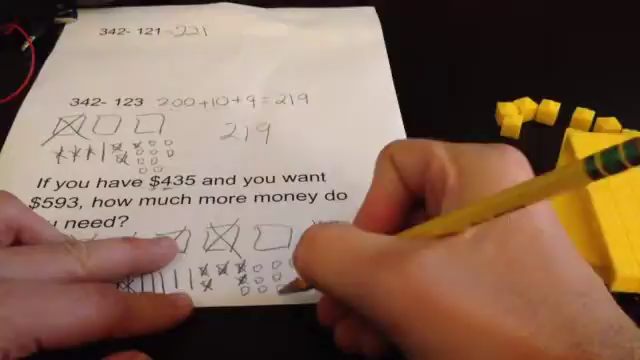 342- 121 = 221
342- 123 200+10+9=219
219
If you have $435 and you want
$593, how much more money do
need?